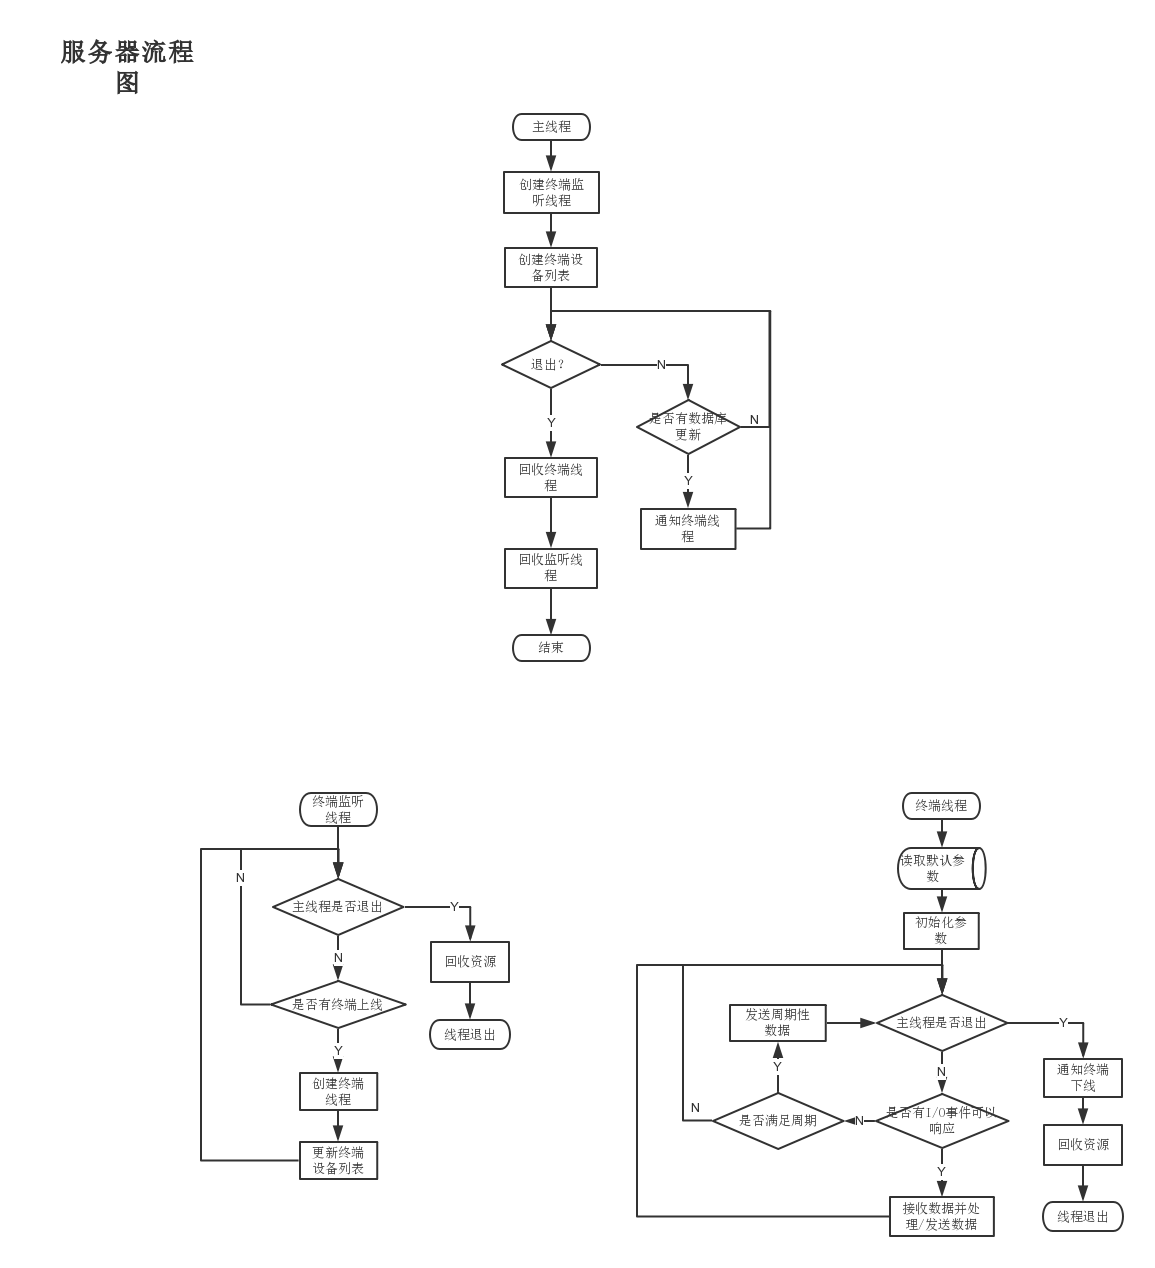 服务器流程
图
主线程
创建终端监
听线程
创建终端设
备列表
退出?
N
是否有数据库
更新
N
Y
Y
回收终端线
程
通知终端线
程
回收监听线
程
结束
终端监听
线程
N
主线程是否退出
Y
N
回收资源
是否有终端上线
线程退出
Y
创建终端
线程
更新终端
设备列表
终端线程
读取默认参
数
初始化参
数
发送周期性
数据
主线程是否退出
Y
Y
N
通知终端
下线
N
是否满足周期
N
是否有I/O事件可以
响应
回收资源
Y
接收数据并处
理/发送数据
线程退出